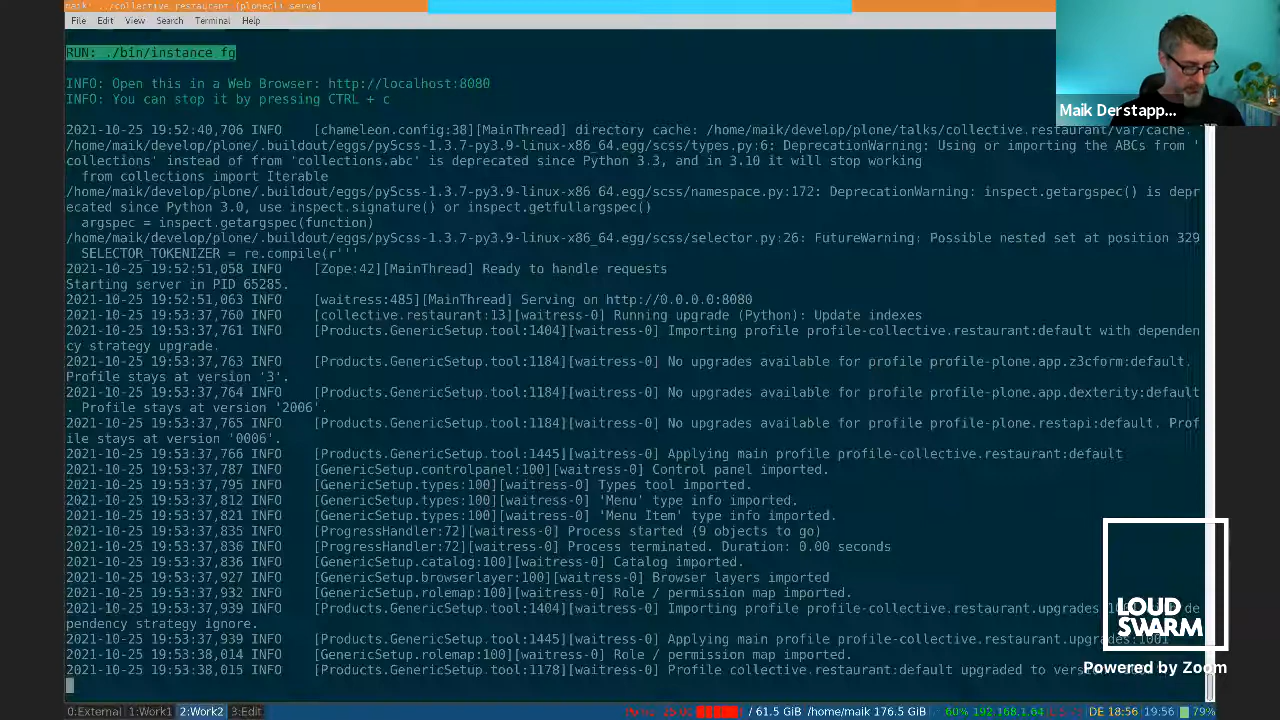 maik: ../collective.restaurant [plonecli serve]
File Edit View Search Terminal Help
RUN: ./bin/instance fg
INFO: Open this in a Web Browser: http://localhost:8080
INFO: You can stop it by pressing CTRL + c
2021-10-25 19:52:40,706 INFO [chameleon.config:38][MainThread] directory cache: /home/maik/develop/plone/talks/collective.restaurant/var/cache.
/home/maik/develop/plone/.buildout/eggs/pyScss-1.3.7-py3.9-linux-x86_64.egg/scss/types.py:6: DeprecationWarning: Using or importing the ABCs from '
collections' instead of from 'collections.abc' is deprecated since Python 3.3, and in 3.10 it will stop working
from collections import Iterable
/home/maik/develop/plone/.buildout/eggs/pyScss-1.3.7-py3.9-linux-x86_64.egg/scss/namespace.py:172: DeprecationWarning: inspect.getargspec() is depr
ecated since Python 3.0, use inspect.signature() or inspect.getfullargspec()
argspec = inspect.getargspec(function)
/home/maik/develop/plone/.buildout/eggs/pyScss-1.3.7-py3.9-linux-x86_64.egg/scss/selector.py:26: FutureWarning: Possible nested set at position 329
SELECTOR_TOKENIZER = re.compile(r'''
2021-10-25 19:52:51,058 INFO [Zope:42][MainThread] Ready to handle requests
Starting server in PID 65285.
2021-10-25 19:52:51,063 INFO [waitress:485][MainThread] Serving on http://0.0.0.0:8080
2021-10-25 19:53:37,760 INFO [collective.restaurant:13][waitress-0] Running upgrade (Python): Update indexes
2021-10-25 19:53:37,761 INFO [Products.GenericSetup.tool:1404][waitress-0] Importing profile profile-collective.restaurant:default with dependen
cy strategy upgrade.
2021-10-25 19:53:37,763 INFO [Products.GenericSetup.tool:1184][waitress-0] No upgrades available for profile profile-plone.app.z3cform:default.
Profile stays at version '3'.
2021-10-25 19:53:37,764 INFO [Products.GenericSetup.tool:1184][waitress-0] No upgrades available for profile profile-plone.app.dexterity:default
. Profile stays at version '2006'.
2021-10-25 19:53:37,765 INFO [Products.GenericSetup.tool:1184][waitress-0] No upgrades available for profile profile-plone.restapi:default. Prof
ile stays at version '0006'.
2021-10-25 19:53:37,766 INFO [Products.GenericSetup.tool:1445][waitress-0] Applying main profile profile-collective.restaurant:default
2021-10-25 19:53:37,787 INFO [GenericSetup.controlpanel:100][waitress-0] Control panel imported.
2021-10-25 19:53:37,795 INFO [GenericSetup.types:100][waitress-0] Types tool imported.
2021-10-25 19:53:37,812 INFO [GenericSetup.types:100][waitress-0] 'Menu' type info imported.
2021-10-25 19:53:37,821 INFO [GenericSetup.types:100][waitress-0] 'Menu Item' type info imported.
2021-10-25 19:53:37,835 INFO [ProgressHandler:72][waitress-0] Process started (9 objects to go)
2021-10-25 19:53:37,836 INFO [ProgressHandler:72][waitress-0] Process terminated. Duration: 0.00 seconds
2021-10-25 19:53:37,836 INFO [GenericSetup.catalog:100][waitress-0] Catalog imported.
2021-10-25 19:53:37,927 INFO [GenericSetup.browserlayer:100][waitress-0] Browser layers imported
2021-10-25 19:53:37,932 INFO [GenericSetup.rolemap:100][waitress-0] Role / permission map imported.
2021-10-25 19:53:37,939 INFO [Products.GenericSetup.tool:1404][waitress-0] Importing profile profile-collective.restaurant.upgrades
pendency strategy ignore.
2021-10-25 19:53:37,939 INFO [Products.GenericSetup.tool:1445][waitress-0] Applying main profile profile-collective.restaurant.upgrades:1001
2021-10-25 19:53:38,014 INFO [GenericSetup.rolemap:100][waitress-0] Role / permission map imported.
2021-10-25 19:53:38,015 INFO [Products.GenericSetup.tool:1178][waitress-0] Profile collective.restaurant:default upgraded to
0:External 1:Work1 2:Work2 3:Edit / 61.5 GiB /home/maik 176.5 GiB 60% 192.168.1.64 DE 18:56 19:56 79%
Maik Derstapp...
LOUD
SWARM
Powered by Zoom